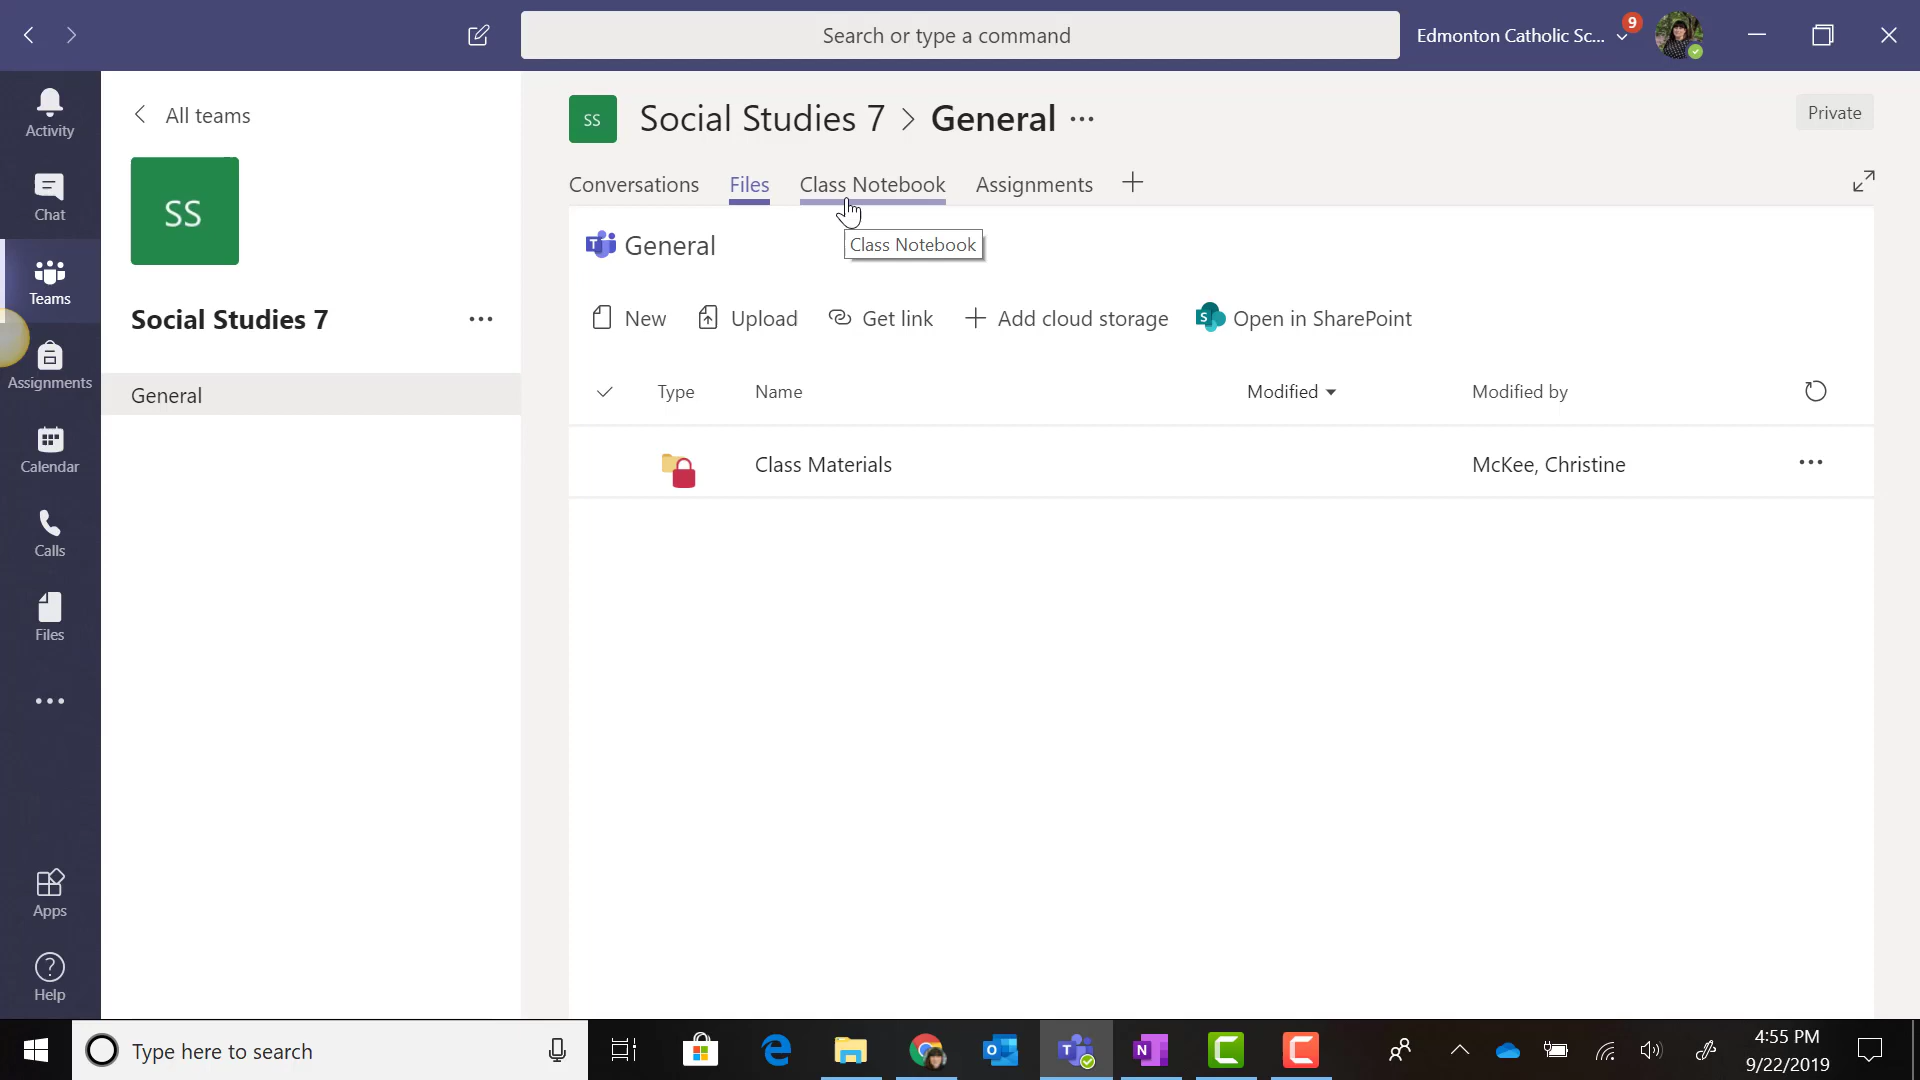 Search or type a command
Edmonton Catholic Sc...
9
Activity
Chat
Teams
Assignments
Calendar
Calls
Files
Apps
Help
All teams
SS
Social Studies 7
General
SS
Social Studies 7 > General
Private
Conversations
Files
Class Notebook
Assignments
Class Notebook
General
New
Upload
Get link
Add cloud storage
S
Open in SharePoint
Type
Name
Modified
Modified by
Class Materials
McKee, Christine
Type here to search
4:55 PM
9/22/2019